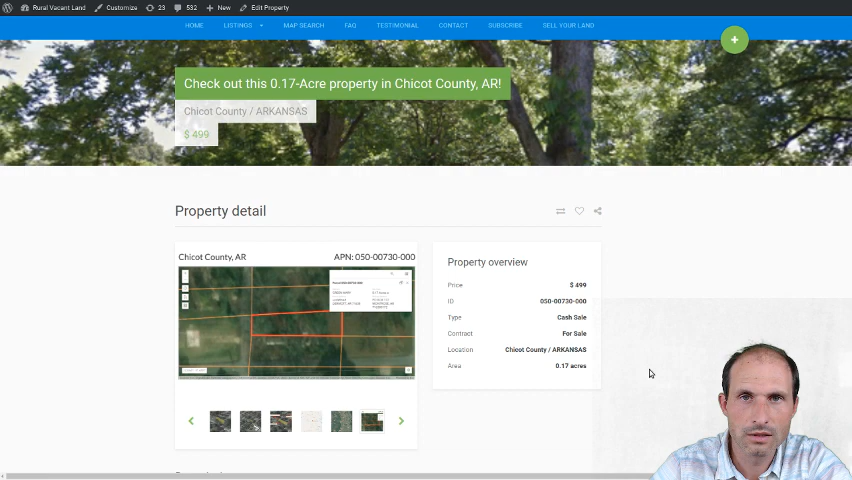 Rural Vacant Land Customize 23 532 New Edit Property
HOME LISTINGS MAP SEARCH FAQ TESTIMONIAL CONTACT SUBSCRIBE SELL YOUR LAND
+
Check out this 0.17-Acre property in Chicot County, AR!
Chicot County / ARKANSAS
$ 499
Property detail
Chicot County, AR APN: 050-00730-000
Property overview
Price $ 499
ID 050-00730-000
Type Cash Sale
Contract For Sale
Location Chicot County / ARKANSAS
Area 0.17 acres